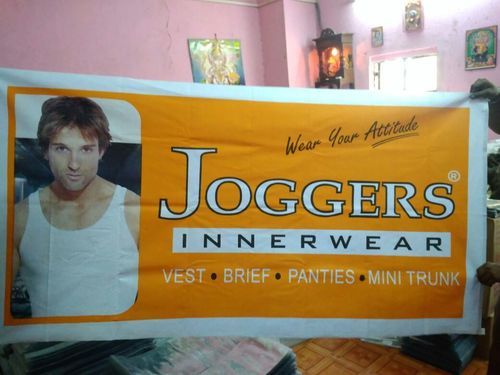 Wear Your Attitude
JOGGERS®
INNERWEAR
VEST • BRIEF • PANTIES • MINI TRUNK